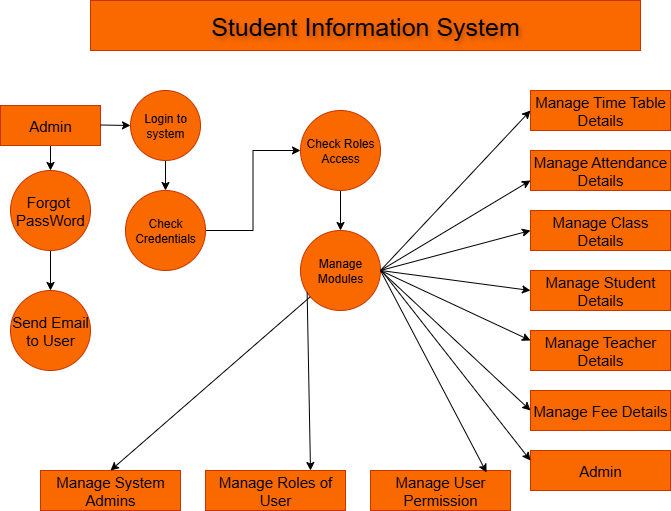 Student Information System
Admin
Login to
system
Check Roles
Access
Manage Time Table
Details
Manage Attendance
Details
Forgot
PassWord
Check
Credentials
Manage Class
Details
Manage
Modules
Manage Student
Details
Send Email
to User
Manage Teacher
Details
Manage Fee Details
Admin
Manage System
Admins
Manage Roles of
User
Manage User
Permission